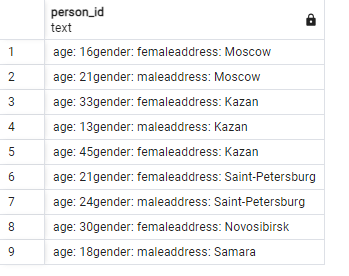 person_id
text
1 age: 16gender: femaleaddress: Moscow
2 age: 21gender: maleaddress: Moscow
3 age: 33gender: femaleaddress: Kazan
4 age: 13gender: maleaddress: Kazan
5 age: 45gender: femaleaddress: Kazan
6 age: 21gender: femaleaddress: Saint-Petersburg
7 age: 24gender: maleaddress: Saint-Petersburg
8 age: 30gender: femaleaddress: Novosibirsk
9 age: 18gender: maleaddress: Samara